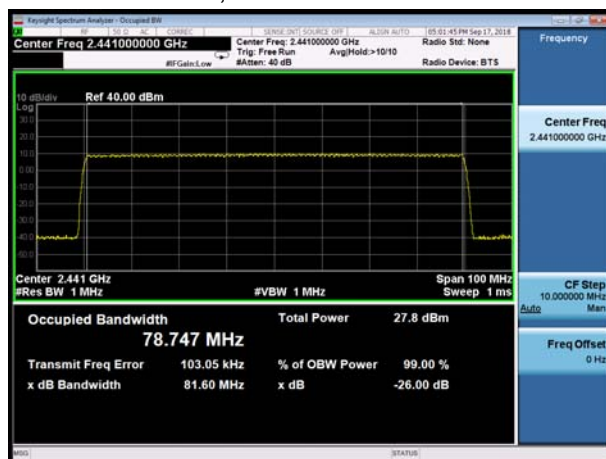 Keysight Spectrum Analyzer - Occupied BW
RF 50 Ω AC CORREC SENSE:INT SOURCE OFF ALIGN AUTO 05:01:45 PM Sep 17, 2018
Center Freq 2.441000000 GHz
Center Freq: 2.441000000 GHz
Radio Std: None
Trig: Free Run Avg|Hold:>10/10
#IFGain:Low #Atten: 40 dB Radio Device: BTS
Frequency
10 dB/div Ref 40.00 dBm
Log
30.0
20.0
10.0
0.00
-10.0
-20.0
-30.0
-40.0
-50.0
Center 2.441 GHz Span 100 MHz
#Res BW 1 MHz #VBW 1 MHz Sweep 1 ms
Occupied Bandwidth Total Power 27.8 dBm
78.747 MHz
Transmit Freq Error 103.05 kHz % of OBW Power 99.00 %
x dB Bandwidth 81.60 MHz x dB -26.00 dB
Center Freq
2.441000000 GHz
CF Step
10.000000 MHz
Auto Man
Freq Offset
0 Hz
MSG STATUS